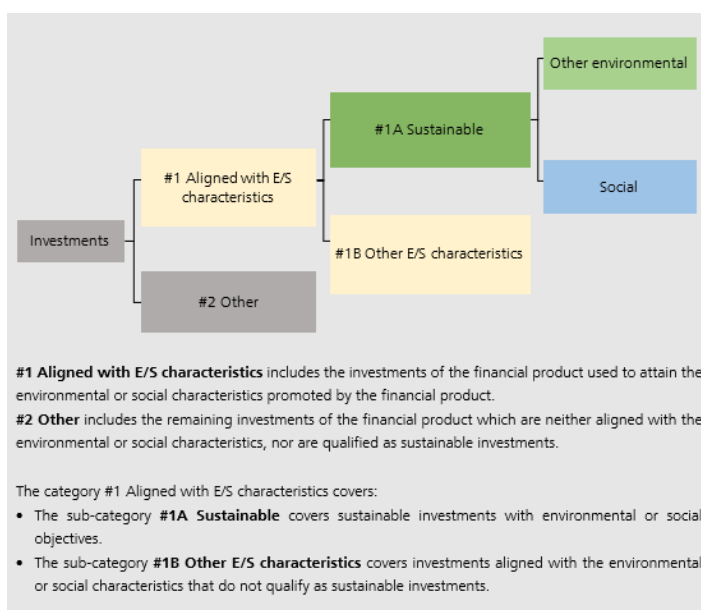 Other environmental
#1A Sustainable
#1 Aligned with E/S
characteristics
Social
Investments
#1B Other E/S characteristics
#2 Other
#1 Aligned with E/S characteristics includes the investments of the financial product used to attain the
environmental or social characteristics promoted by the financial product.
#2 Other includes the remaining investments of the financial product which are neither aligned with the
environmental or social characteristics, nor are qualified as sustainable investments.
The category #1 Aligned with E/S characteristics covers:
• The sub-category #1A Sustainable covers sustainable investments with environmental or social
objectives.
• The sub-category #1B Other E/S characteristics covers investments aligned with the environmental
or social characteristics that do not qualify as sustainable investments.